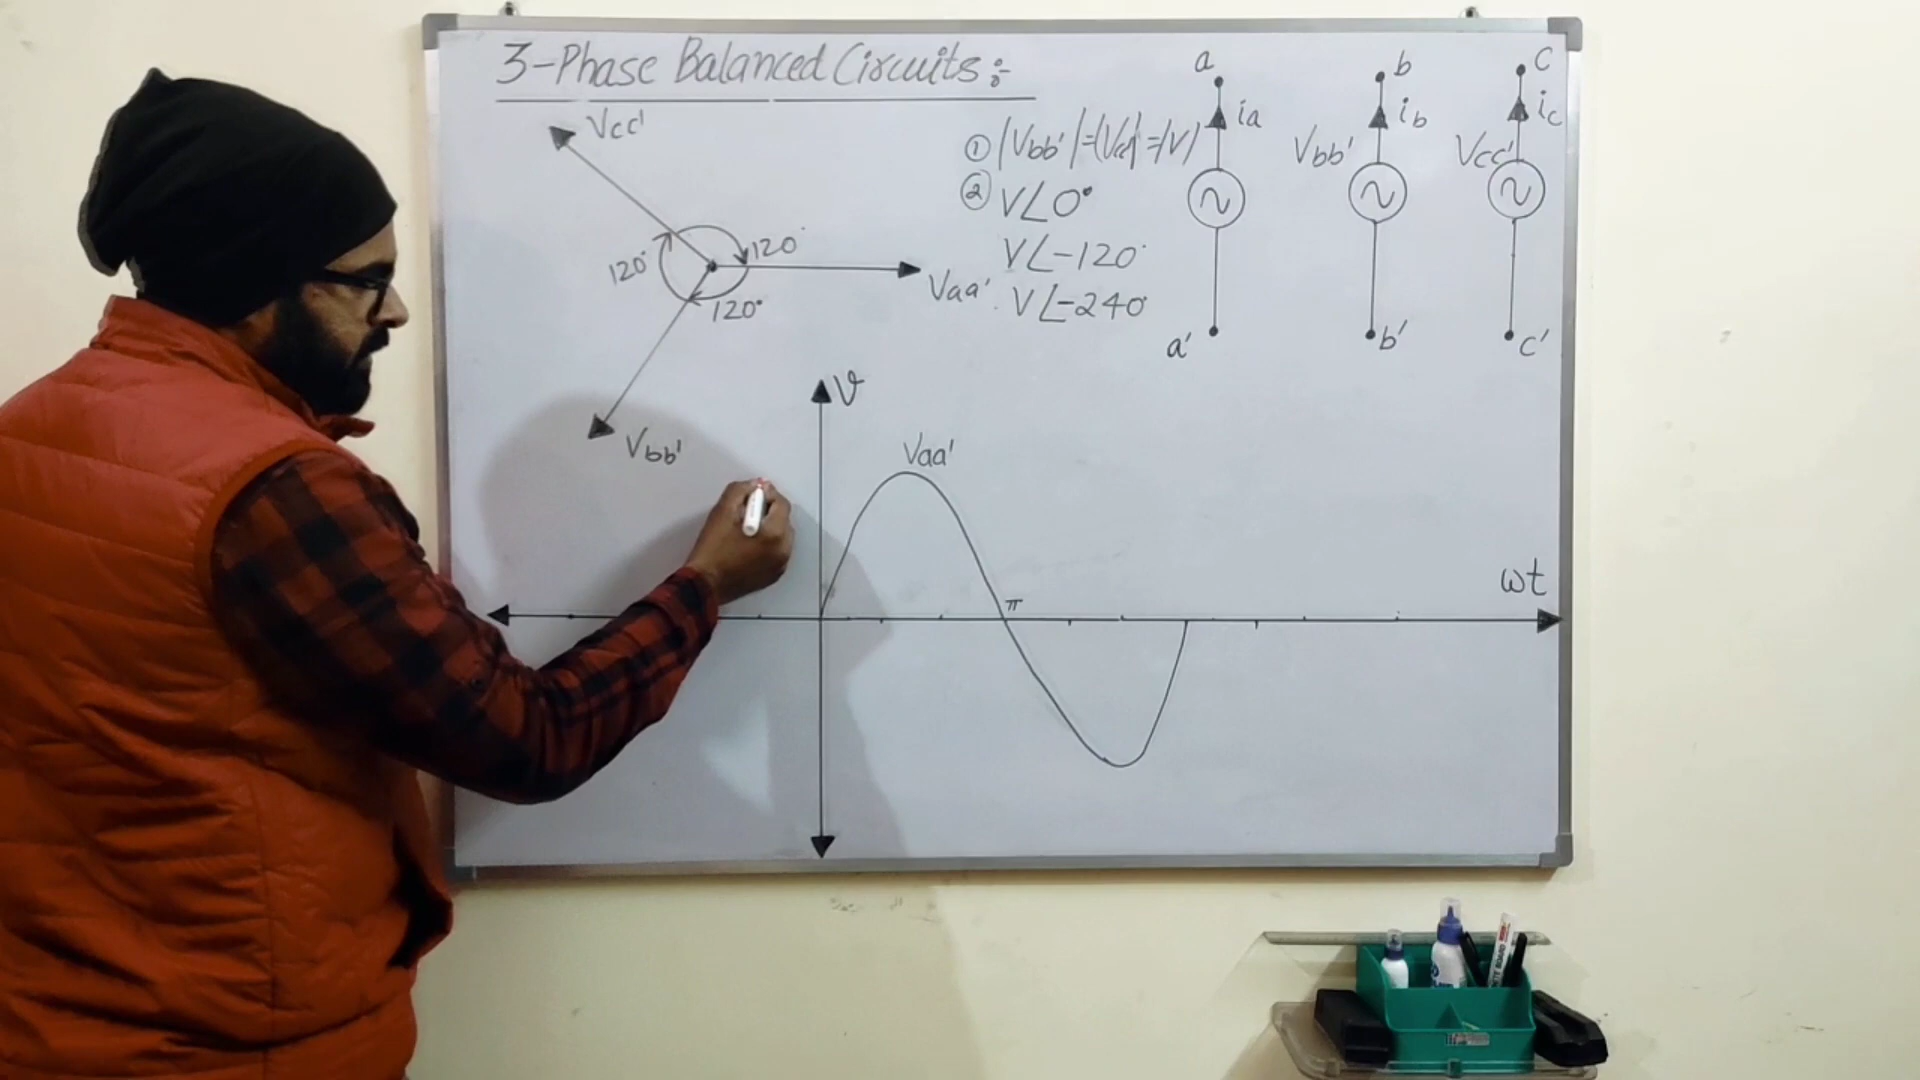 3-Phase Balanced Circuits :-
Vcc'
120°
120°
120°
Vaa'
Vbb'
① |Vbb'|=|Vcc'|=|V|
② V∠0°
V∠-120°
V∠-240°
a
ia
a'
b
ib
Vbb'
b'
c
ic
Vcc'
c'
V
Vaa'
π
ωt